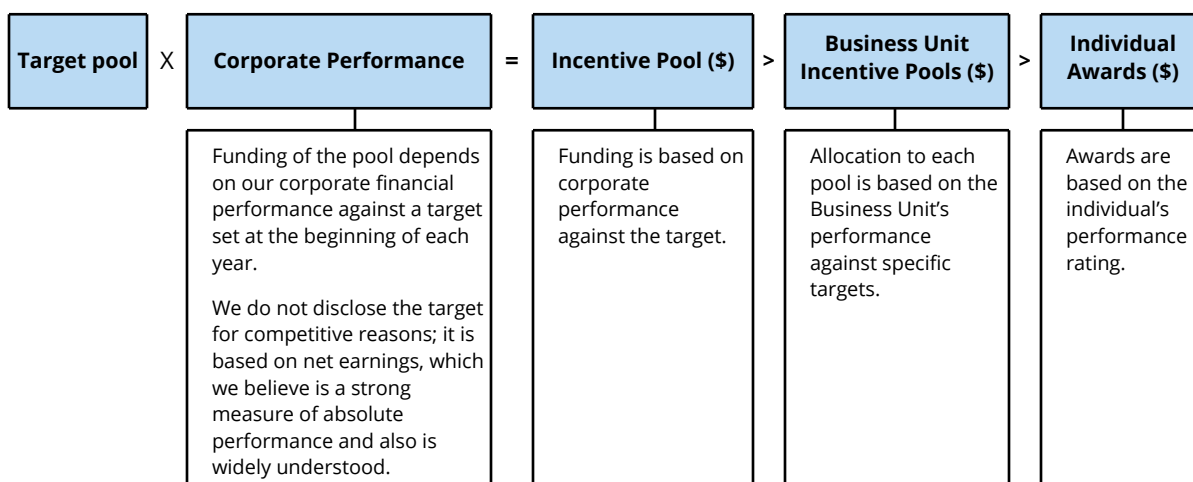 Target pool
X
Corporate Performance
=
Incentive Pool ($)
>
Business Unit
Incentive Pools ($)
>
Individual
Awards ($)
Funding of the pool depends
on our corporate financial
performance against a target
set at the beginning of each
year.
We do not disclose the target
for competitive reasons; it is
based on net earnings, which
we believe is a strong
measure of absolute
performance and also is
widely understood.
Funding is based on
corporate
performance
against the target.
Allocation to each
pool is based on the
Business Unit’s
performance
against specific
targets.
Awards are
based on the
individual’s
performance
rating.